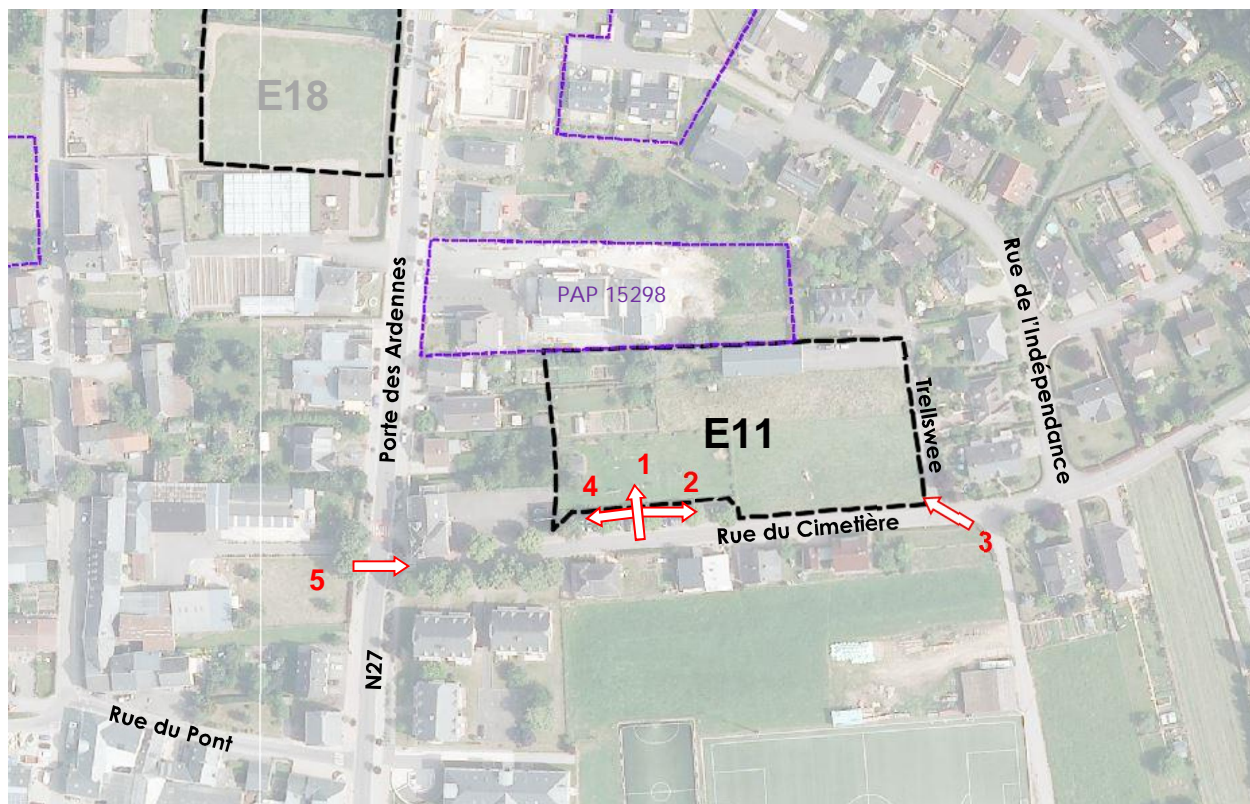 E18
PAP 15298
Porte des Ardennes
Rue de l'Indépendance
Trellswee
E11
1
4
2
Rue du Cimetière
3
5
N27
Rue du Pont